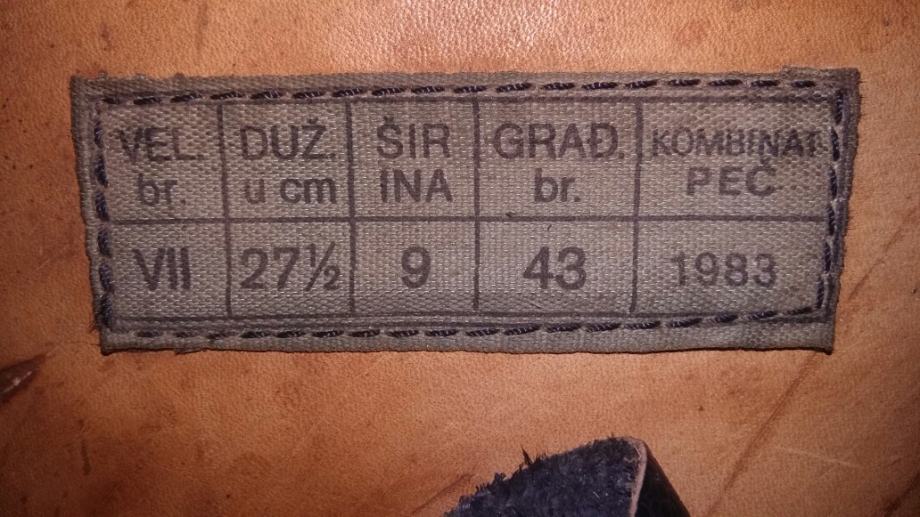 VEL. br. DUŽ. u cm ŠIR INA GRAĐ. br. KOMBINAT PEČ
VII 27½ 9 43 1983